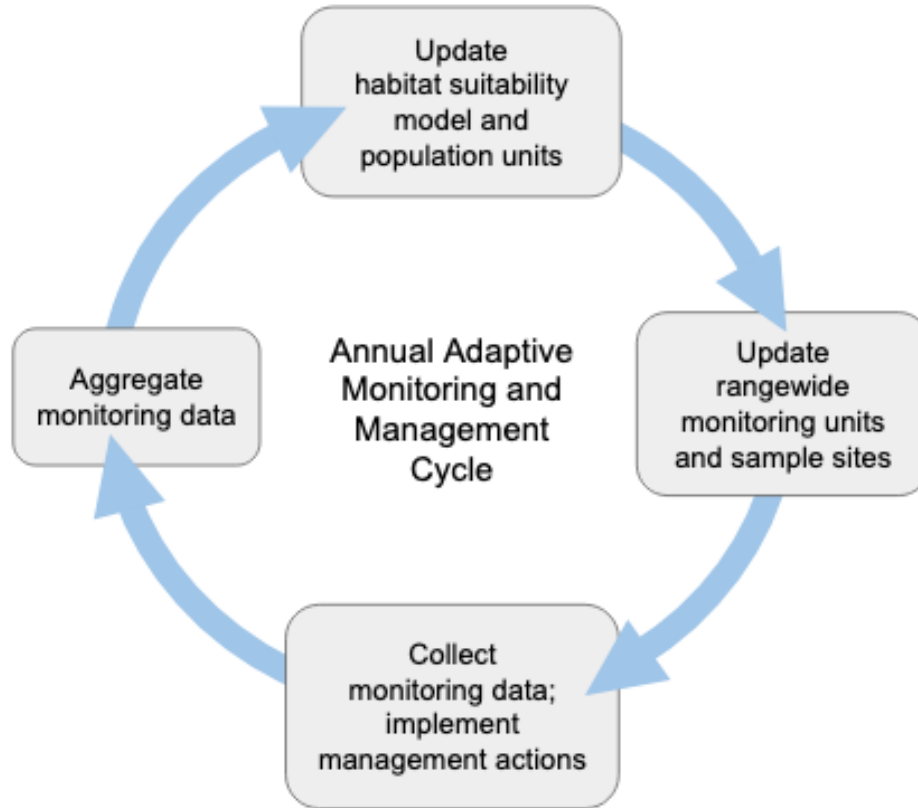 Update
habitat suitability
model and
population units
Annual Adaptive
Monitoring and
Management
Cycle
Update
rangewide
monitoring units
and sample sites
Collect
monitoring data;
implement
management actions
Aggregate
monitoring data